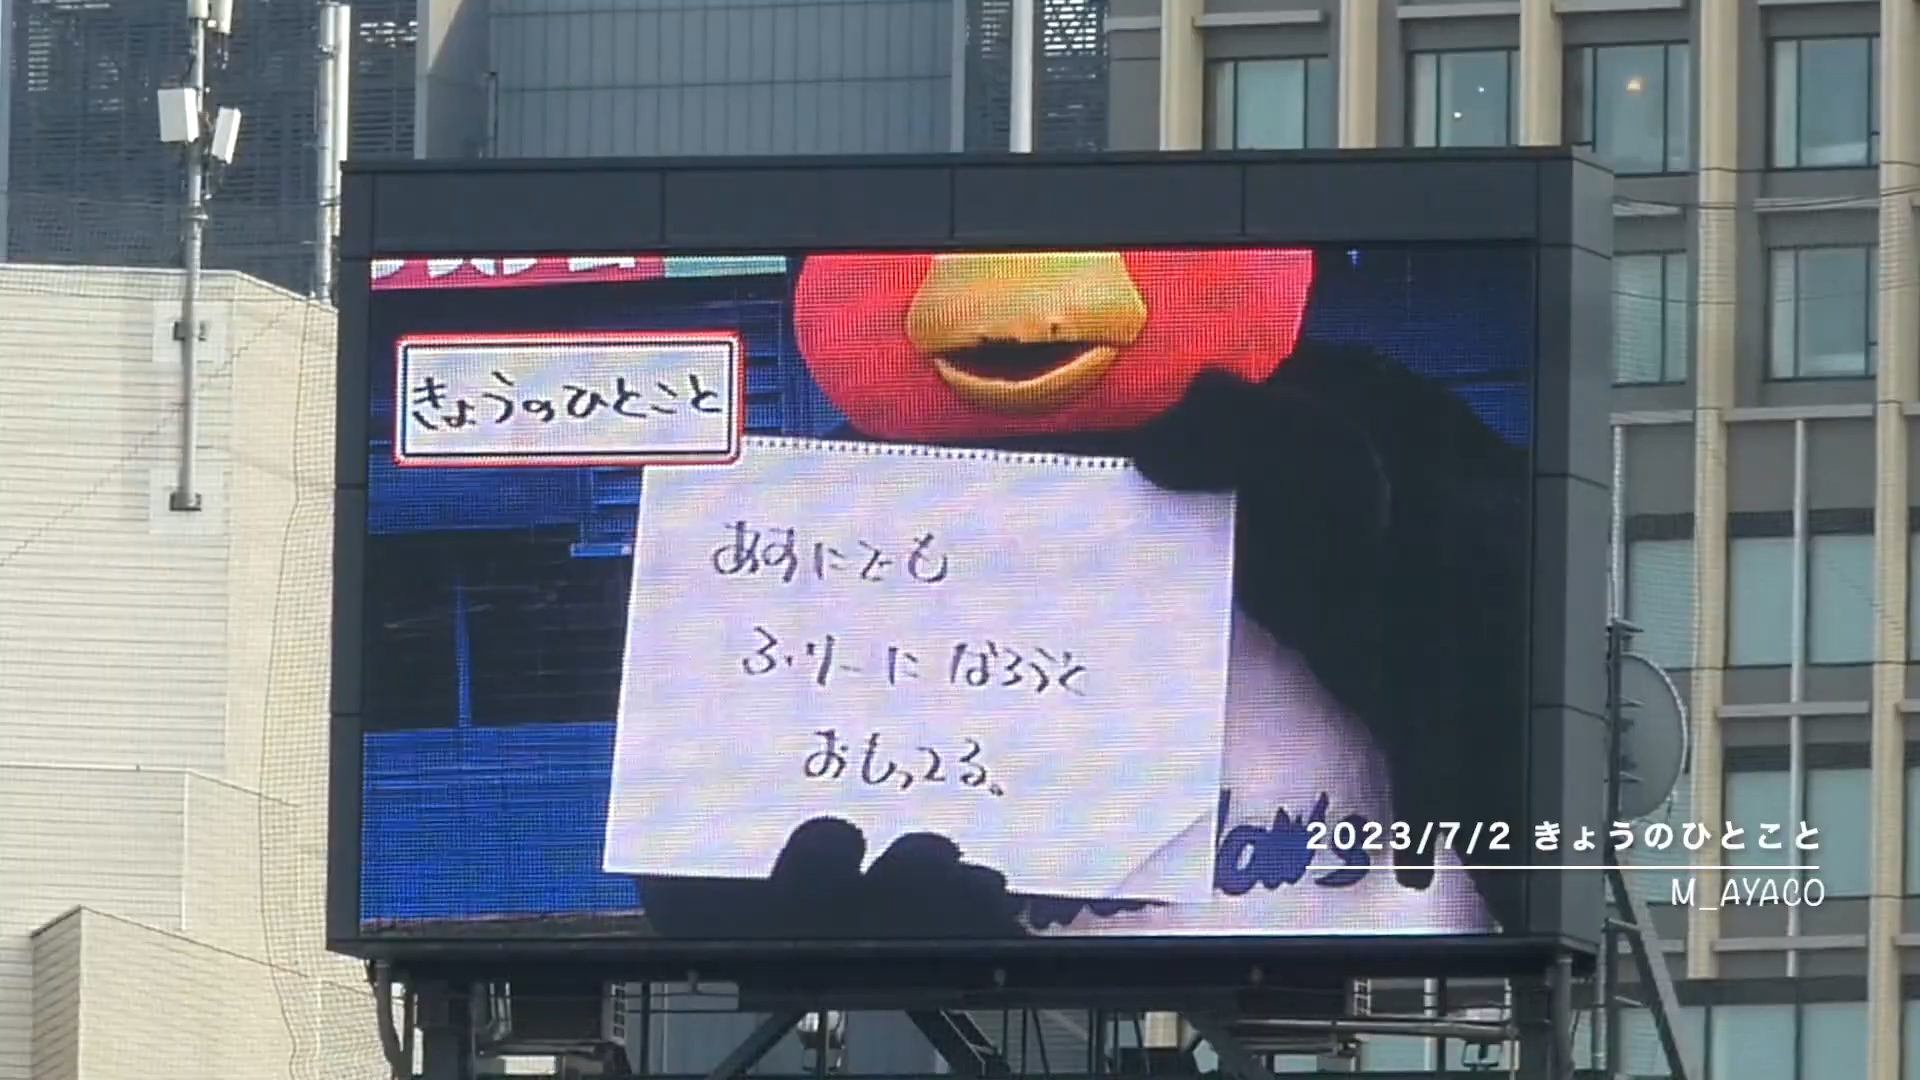 きょうのひとこと
あすにでも
ふりーに なろうと
おもってる。
2023/7/2 きょうのひとこと
M_AYACO